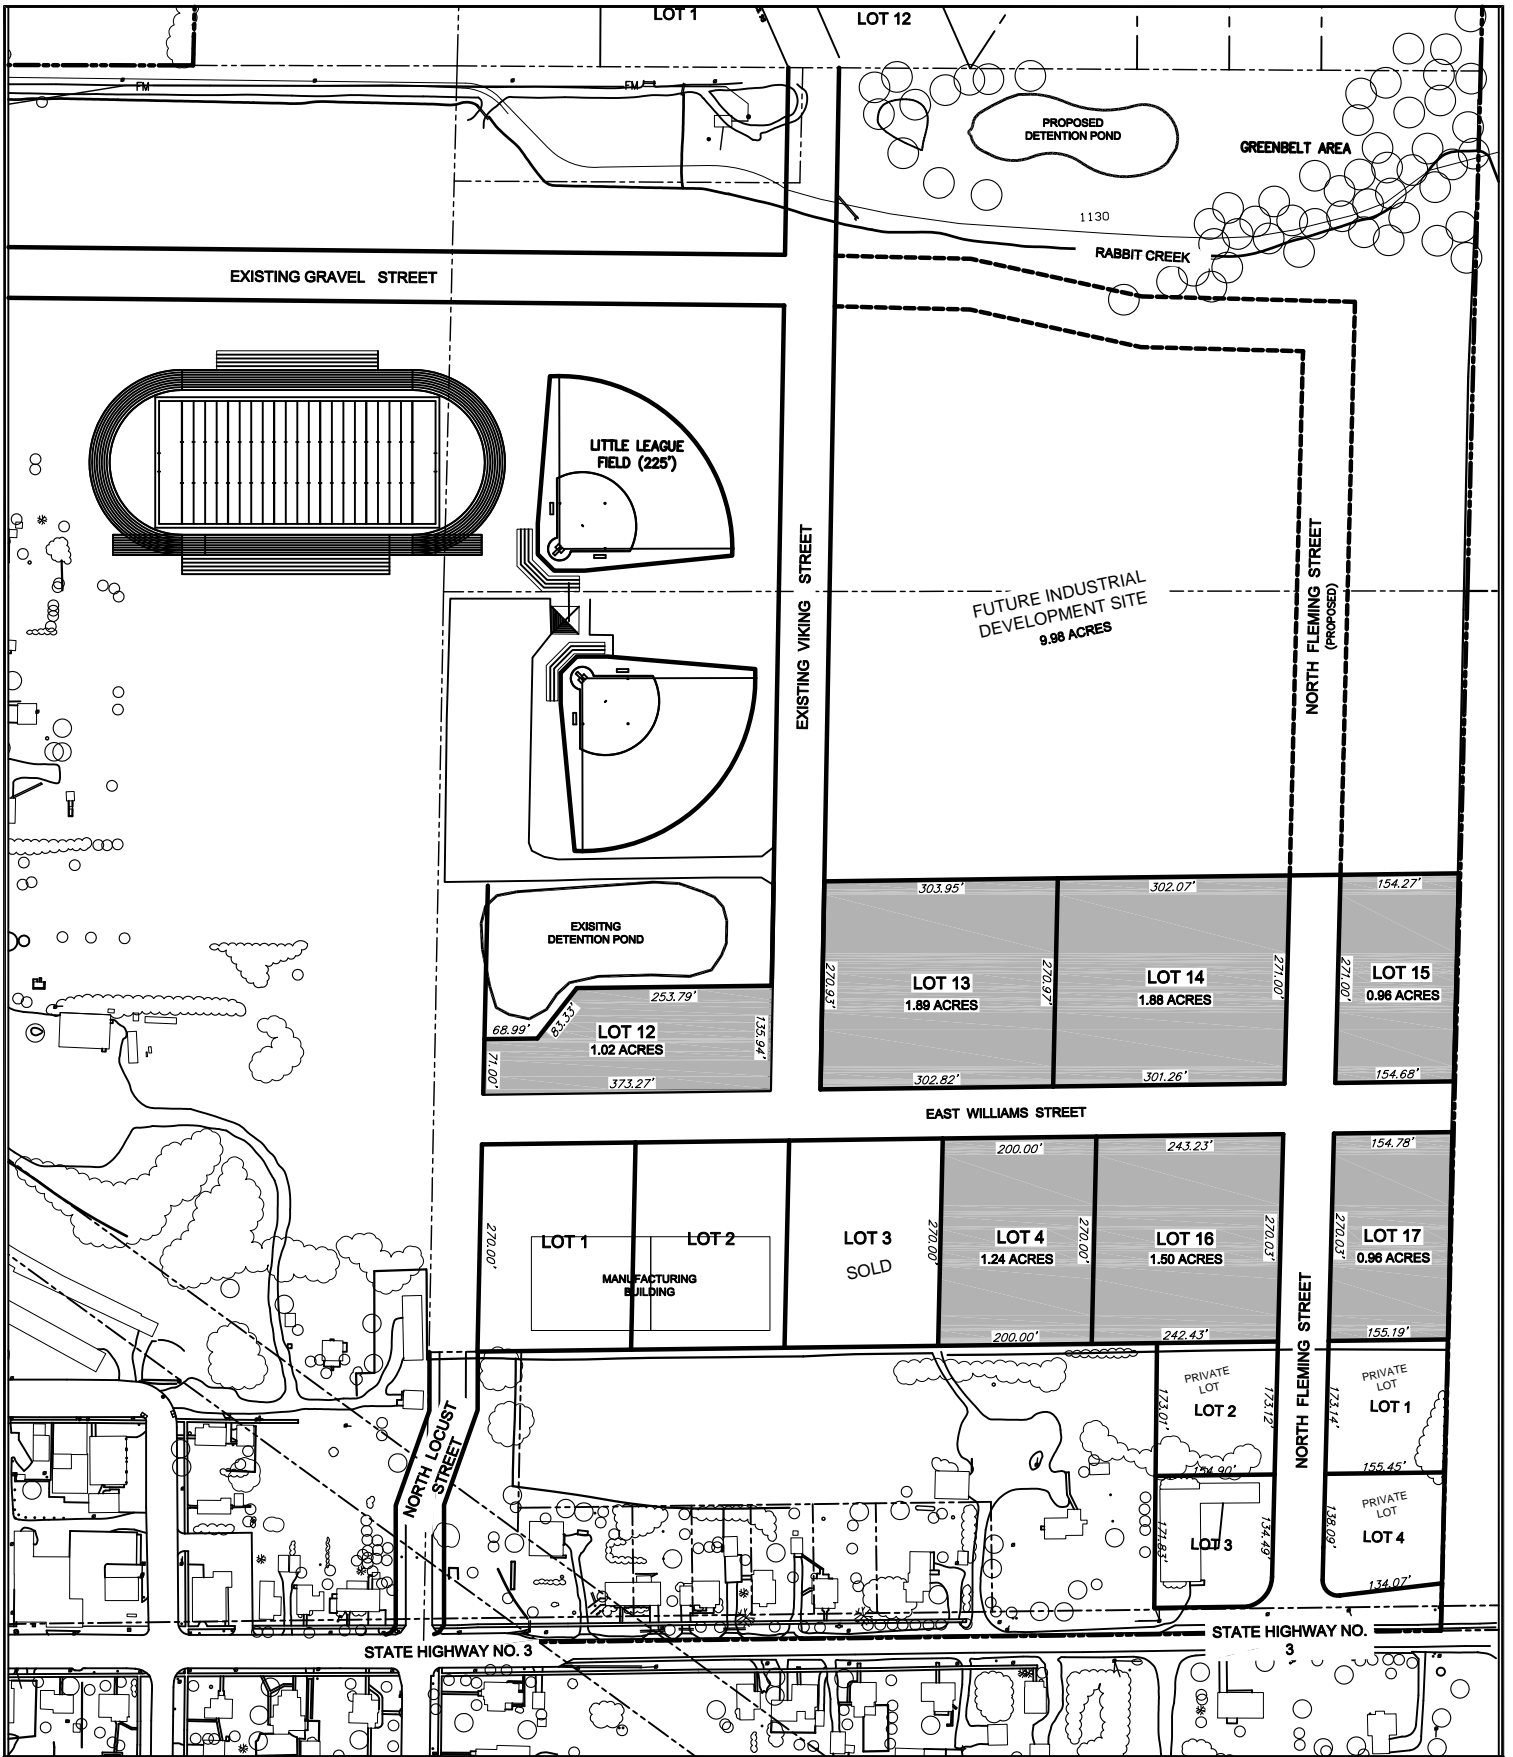 LOT 1
LOT 12
FM
FM
PROPOSED
DETENTION POND
GREENBELT AREA
1130
RABBIT CREEK
EXISTING GRAVEL STREET
LITTLE LEAGUE
FIELD (225')
EXISTING VIKING STREET
FUTURE INDUSTRIAL
DEVELOPMENT SITE
9.98 ACRES
NORTH FLEMING STREET
(PROPOSED)
303.95'
302.07'
154.27'
EXISITNG
DETENTION POND
270.93'
LOT 13
1.89 ACRES
270.97'
LOT 14
1.88 ACRES
271.00'
271.00'
LOT 15
0.96 ACRES
253.79'
68.99'
83.33'
LOT 12
1.02 ACRES
135.94'
71.00'
373.27'
302.82'
301.26'
154.68'
EAST WILLIAMS STREET
200.00'
243.23'
154.78'
270.00'
LOT 1
LOT 2
LOT 3
SOLD
270.00'
LOT 4
1.24 ACRES
270.00'
LOT 16
1.50 ACRES
270.03'
270.03'
LOT 17
0.96 ACRES
MANUFACTURING
BUILDING
200.00'
242.43'
155.19'
NORTH LOCUST
STREET
NORTH FLEMING STREET
PRIVATE
LOT
LOT 2
173.01'
173.12'
173.14'
PRIVATE
LOT
LOT 1
154.90'
155.45'
171.83'
LOT 3
134.49'
138.09'
PRIVATE
LOT
LOT 4
134.07'
STATE HIGHWAY NO. 3
STATE HIGHWAY NO.
3